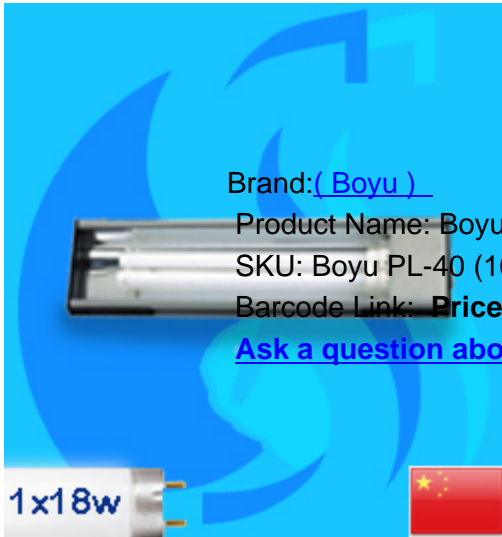 Brand:( Boyu )
Product Name: Boyu
SKU: Boyu PL-40 (1
Barcode Link: Price
Ask a question abo
1x18w